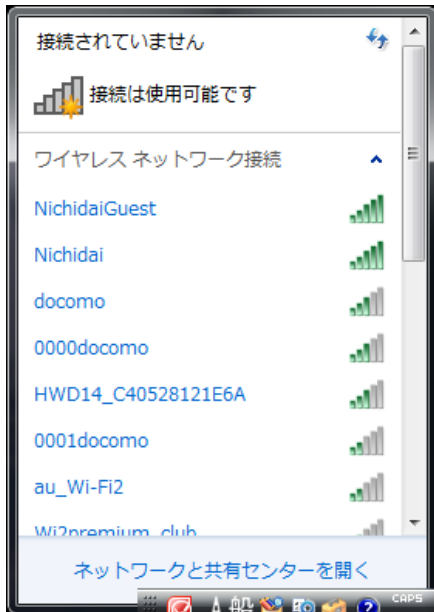 接続されていません
接続は使用可能です
ワイヤレス ネットワーク接続
NichidaiGuest
Nichidai
docomo
0000docomo
HWD14_C40528121E6A
0001docomo
au_Wi-Fi2
Wi2premium_club
ネットワークと共有センターを開く
A 般
CAPS